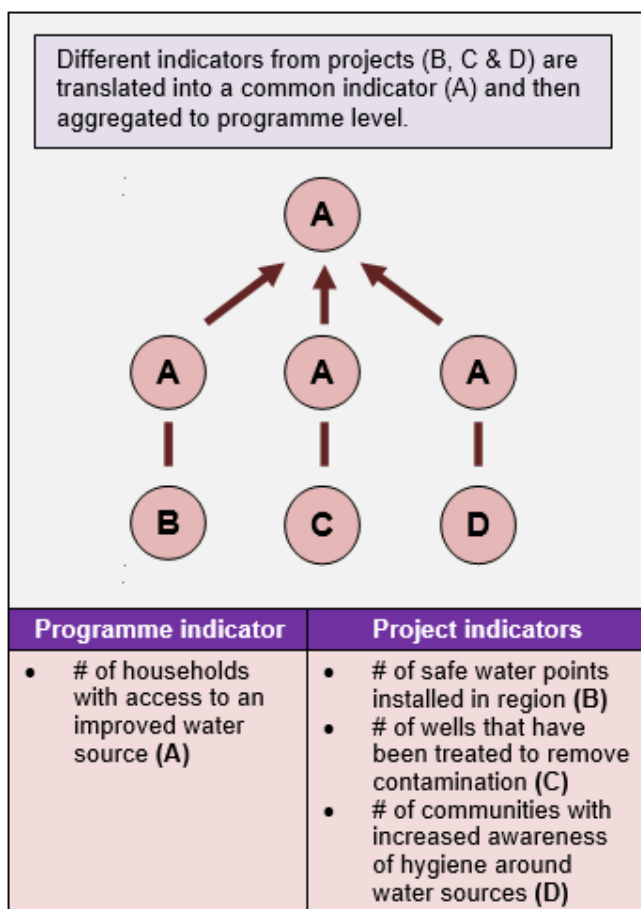 Different indicators from projects (B, C & D) are
translated into a common indicator (A) and then
aggregated to programme level.
A
A A A
B C D
Programme indicator
• # of households
with access to an
improved water
source (A)
Project indicators
• # of safe water points
installed in region (B)
• # of wells that have
been treated to remove
contamination (C)
• # of communities with
increased awareness
of hygiene around
water sources (D)